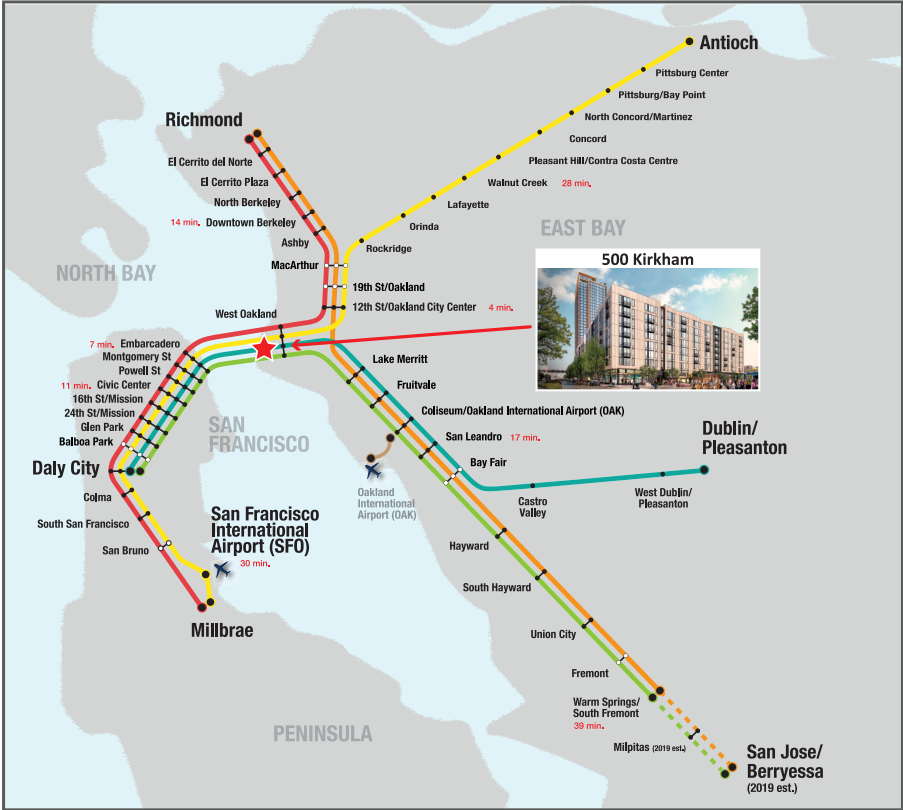 Antioch
Pittsburg Center
Pittsburg/Bay Point
North Concord/Martinez
Concord
Pleasant Hill/Contra Costa Centre
Walnut Creek 28 min.
Lafayette
Orinda
Rockridge
Richmond
El Cerrito del Norte
El Cerrito Plaza
North Berkeley
14 min. Downtown Berkeley
Ashby
MacArthur
19th St/Oakland
12th St/Oakland City Center 4 min.
EAST BAY
NORTH BAY
500 Kirkham
West Oakland
7 min. Embarcadero
Montgomery St
Powell St
11 min. Civic Center
16th St/Mission
24th St/Mission
Glen Park
Balboa Park
Daly City
SAN
FRANCISCO
Colma
South San Francisco
San Bruno
San Francisco
International
Airport (SFO)
30 min.
Millbrae
Lake Merritt
Fruitvale
Coliseum/Oakland International Airport (OAK)
San Leandro 17 min.
Bay Fair
Oakland
International
Airport (OAK)
Castro
Valley
West Dublin/
Pleasanton
Dublin/
Pleasanton
Hayward
South Hayward
Union City
Fremont
Warm Springs/
South Fremont
39 min.
Milpitas (2019 est.)
San Jose/
Berryessa
(2019 est.)
PENINSULA